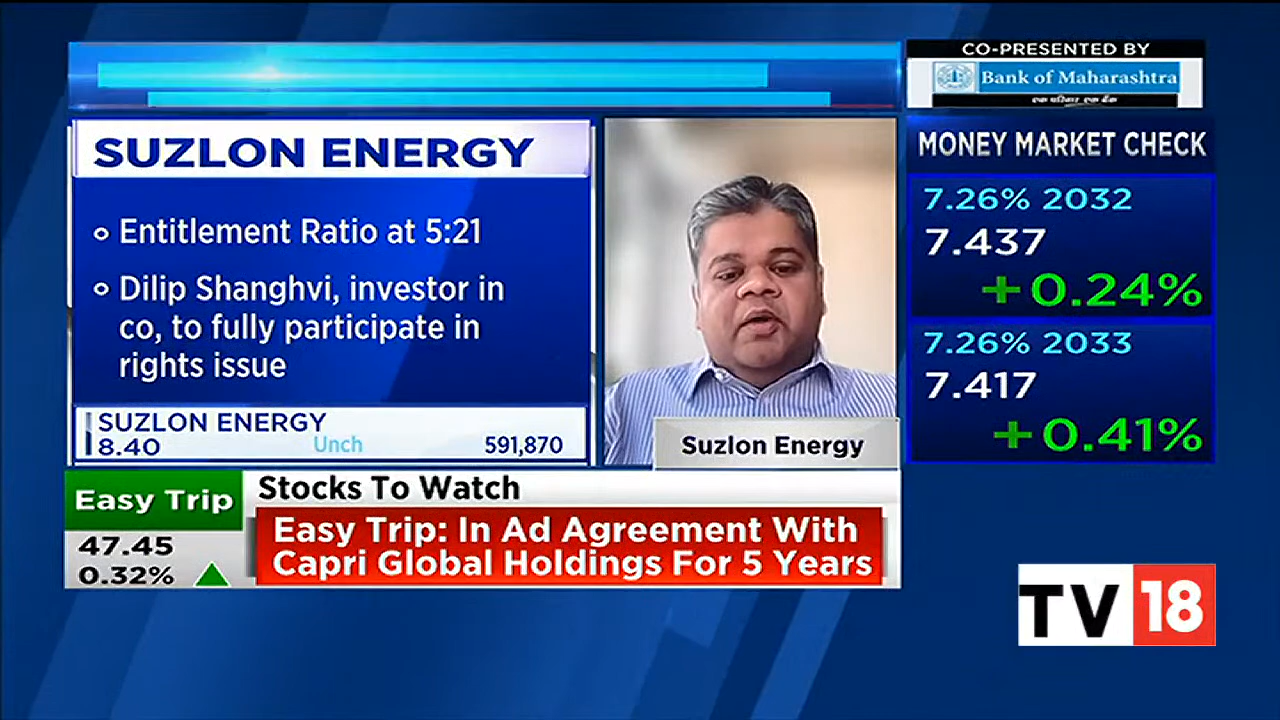 CO-PRESENTED BY
Bank of Maharashtra
एक परिवार एक बैंक
SUZLON ENERGY
Entitlement Ratio at 5:21
Dilip Shanghvi, investor in
co, to fully participate in
rights issue
SUZLON ENERGY
8.40 Unch 591,870
Suzlon Energy
MONEY MARKET CHECK
7.26% 2032
7.437
+0.24%
7.26% 2033
7.417
+0.41%
Easy Trip
47.45
0.32%
Stocks To Watch
Easy Trip: In Ad Agreement With
Capri Global Holdings For 5 Years
TV18